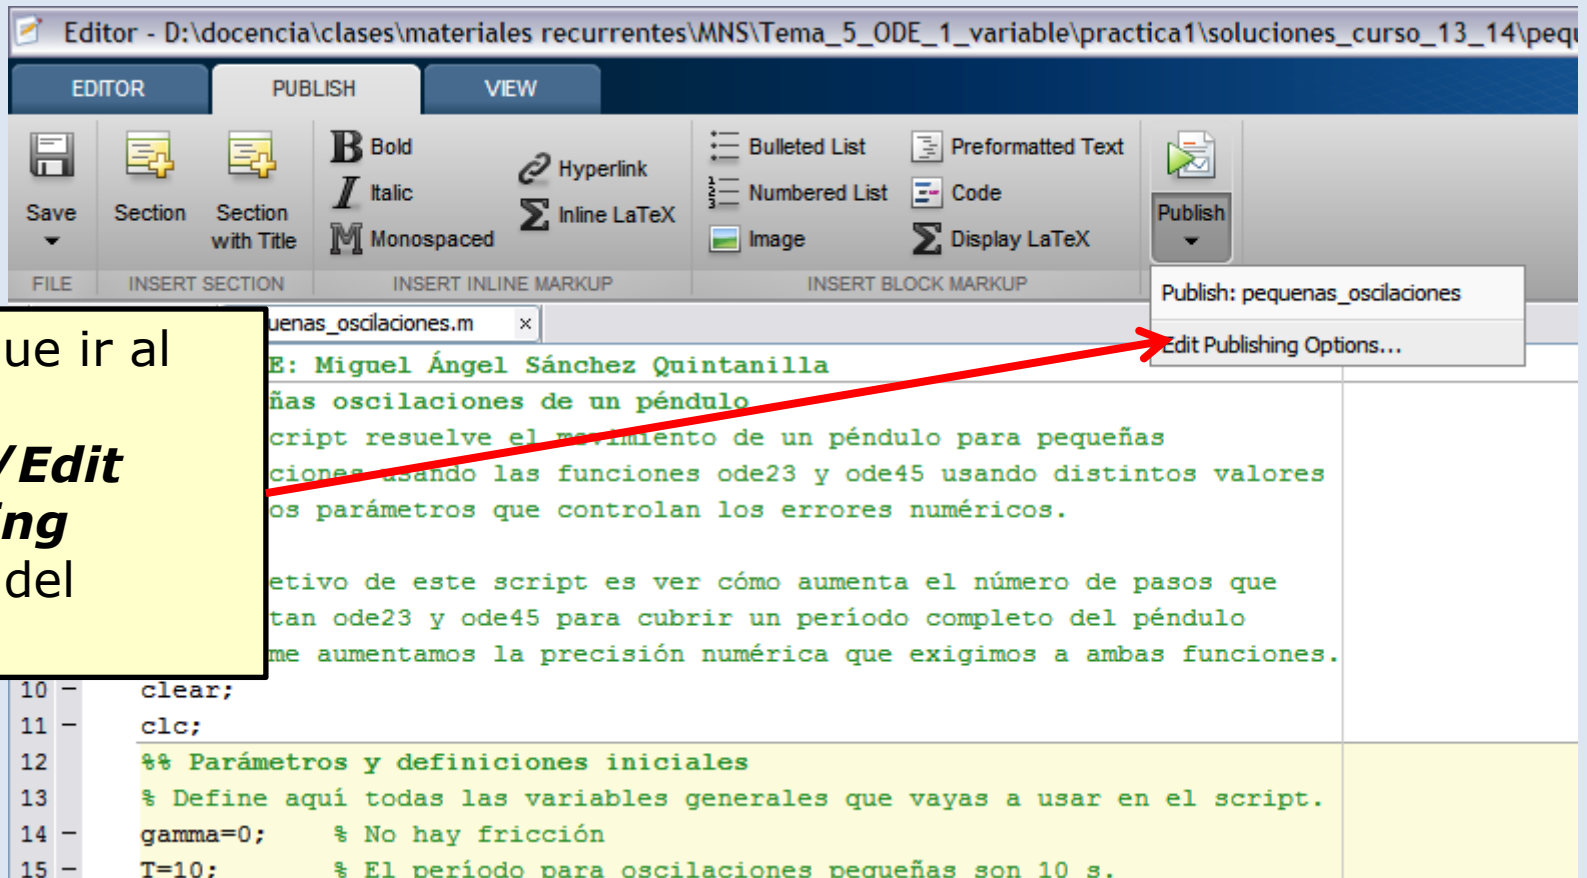 Editor - D:\docencia\clases\materiales recurrentes\MNS\Tema_5_ODE_1_variable\practica1\soluciones_curso_13_14\pequ
EDITOR PUBLISH VIEW
Bold
Italic
Monospaced
Hyperlink
Inline LaTeX
Bulleted List
Numbered List
Image
Preformatted Text
Code
Display LaTeX
Save
Section
Section
with Title
Publish
FILE INSERT SECTION INSERT INLINE MARKUP INSERT BLOCK MARKUP
Publish: pequenas_oscilaciones
Edit Publishing Options...
uenas_oscilaciones.m ×
ue ir al
/Edit
ing
del
E: Miguel Ángel Sánchez Quintanilla
ñas oscilaciones de un péndulo
cript resuelve el movimiento de un péndulo para pequeñas
ciones usando las funciones ode23 y ode45 usando distintos valores
os parámetros que controlan los errores numéricos.
etivo de este script es ver cómo aumenta el número de pasos que
tan ode23 y ode45 para cubrir un período completo del péndulo
me aumentamos la precisión numérica que exigimos a ambas funciones.
10 - clear;
11 - clc;
12 %% Parámetros y definiciones iniciales
13 % Define aquí todas las variables generales que vayas a usar en el script.
14 - gamma=0; % No hay fricción
15 - T=10; % El período para oscilaciones pequeñas son 10 s.